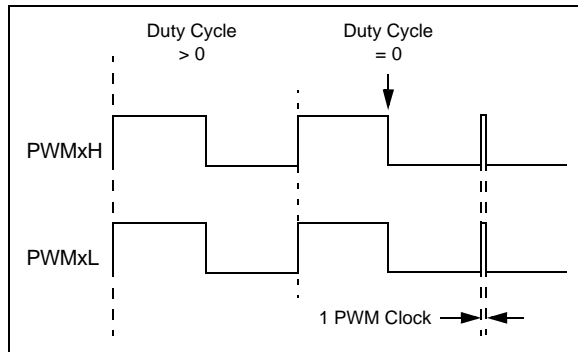 Duty Cycle
> 0
Duty Cycle
= 0
PWMxH
PWMxL
1 PWM Clock